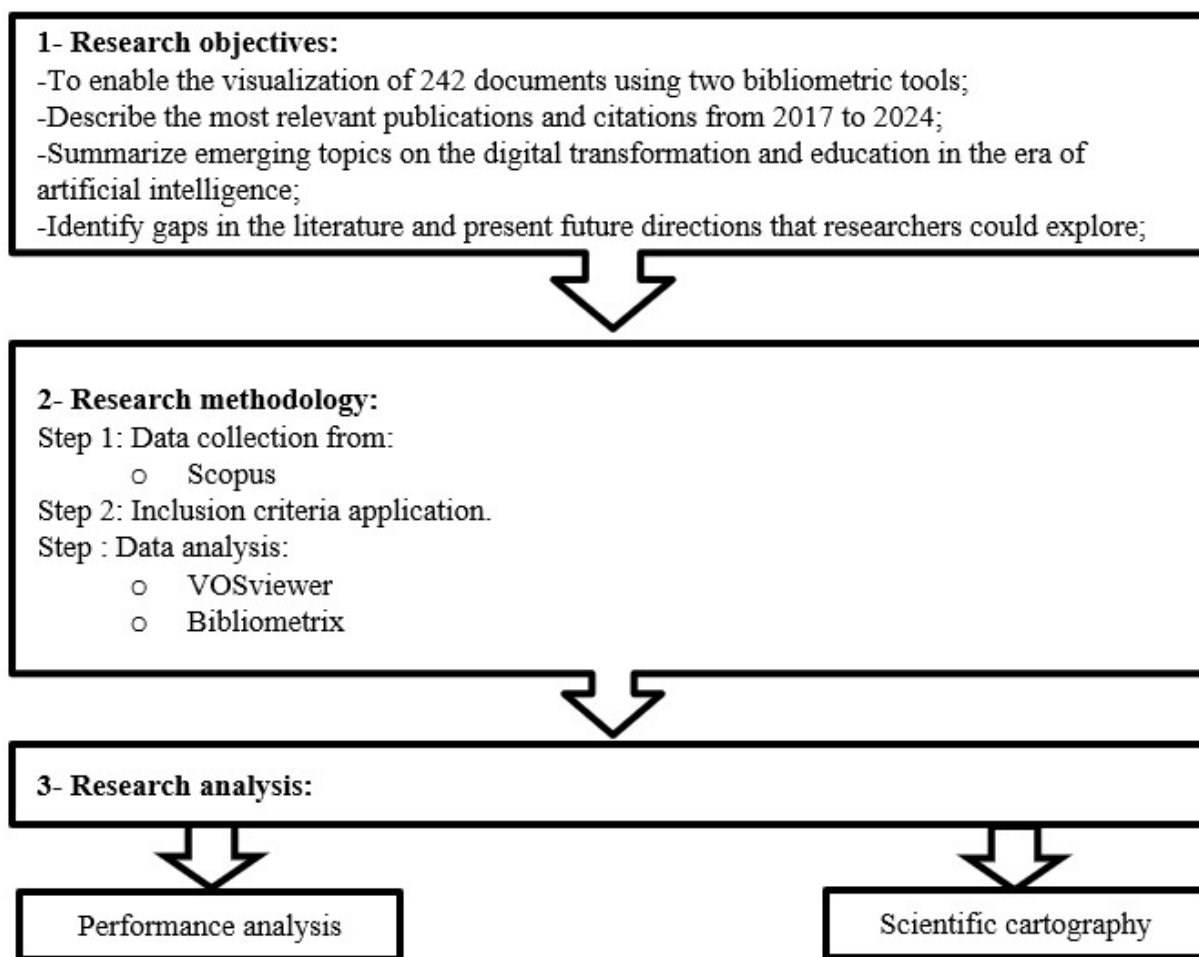 1- Research objectives:
-To enable the visualization of 242 documents using two bibliometric tools;
-Describe the most relevant publications and citations from 2017 to 2024;
-Summarize emerging topics on the digital transformation and education in the era of
artificial intelligence;
-Identify gaps in the literature and present future directions that researchers could explore;
2- Research methodology:
Step 1: Data collection from:
o Scopus
Step 2: Inclusion criteria application.
Step : Data analysis:
o VOSviewer
o Bibliometrix
3- Research analysis:
Performance analysis
Scientific cartography